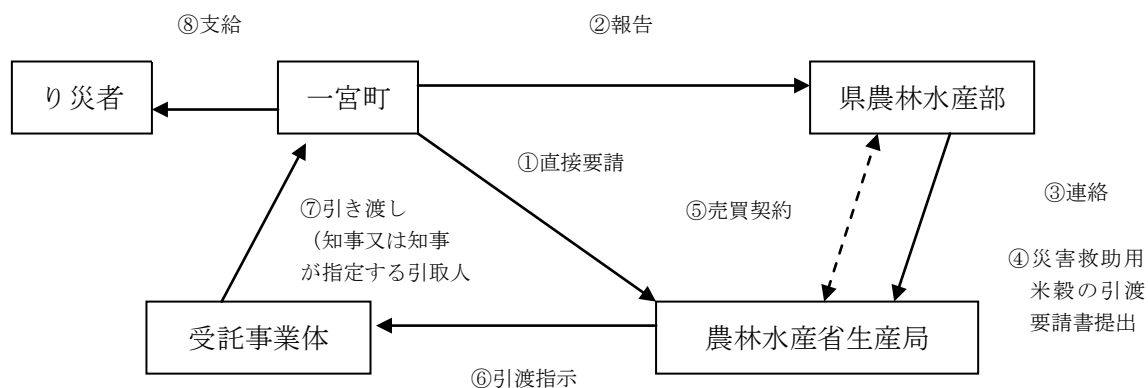 ⑧支給
②報告
り災者
一宮町
県農林水産部
①直接要請
③連絡
⑦引き渡し
(知事又は知事
が指定する引取人
⑤売買契約
④災害救助用
米穀の引渡
要請書提出
受託事業体
農林水産省生産局
⑥引渡指示